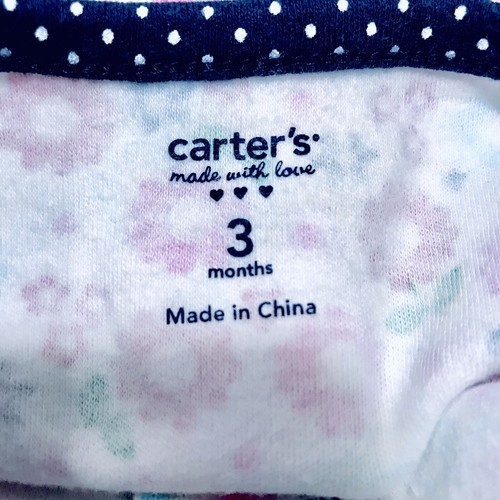 carter's
made with love
3
months
Made in China